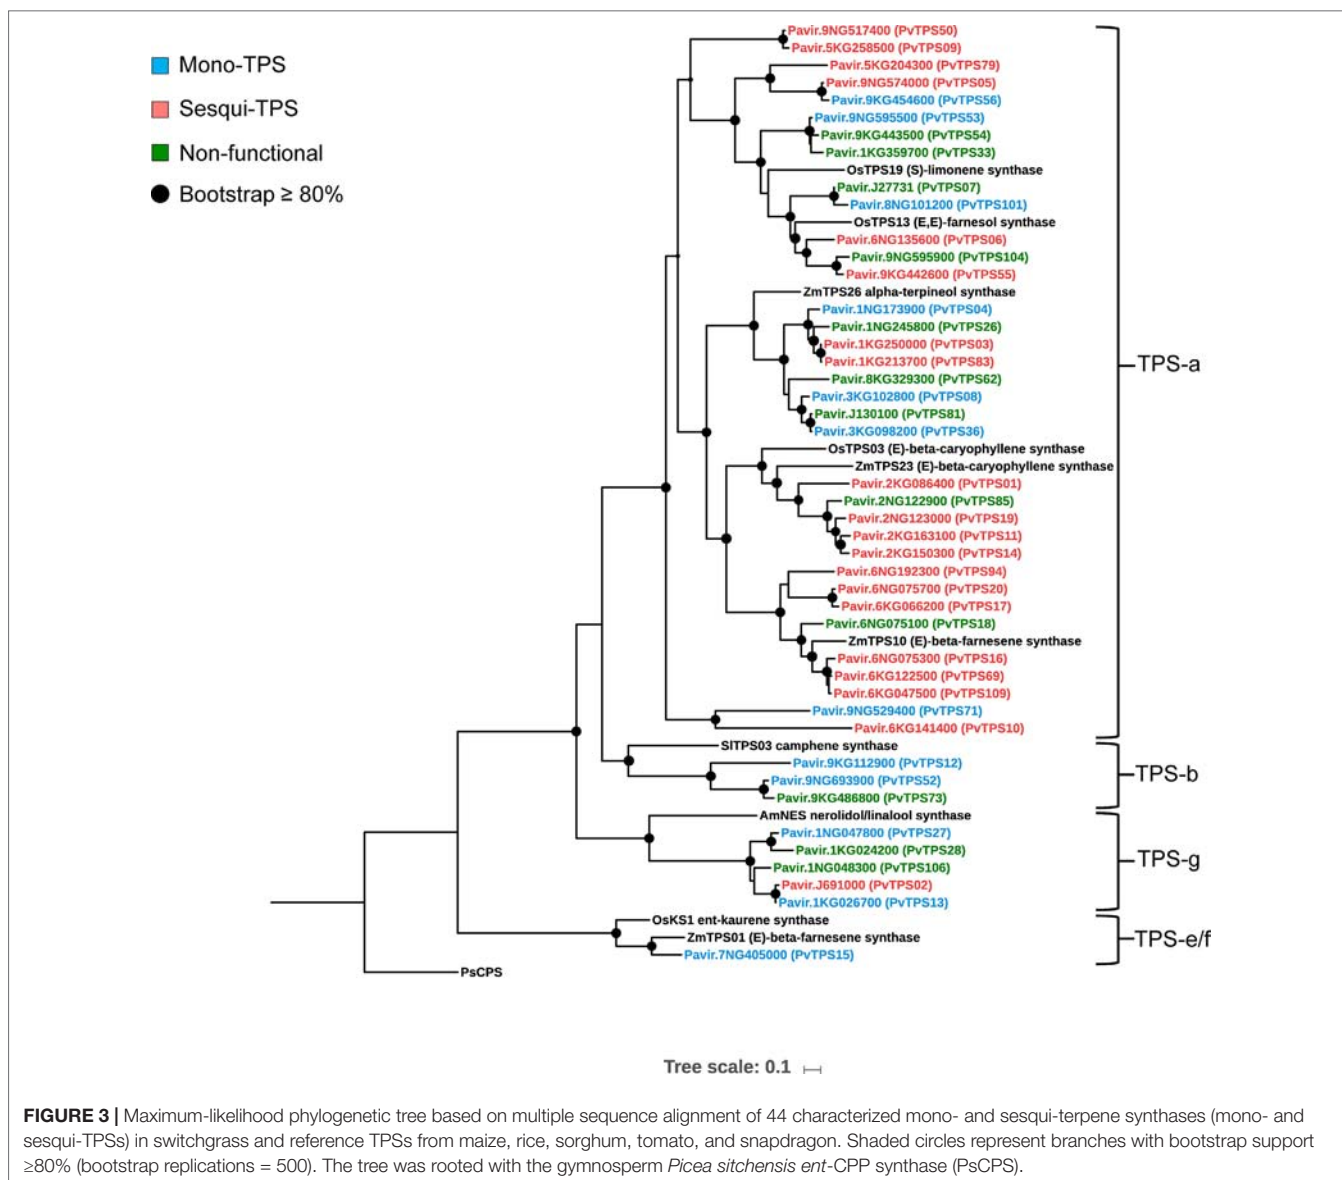 Mono-TPS
Sesqui-TPS
Non-functional
Bootstrap ≥ 80%
Pavir.9NG517400 (PvTPS50)
Pavir.5KG258500 (PvTPS09)
Pavir.5KG204300 (PvTPS79)
Pavir.9NG574000 (PvTPS05)
Pavir.9KG454600 (PvTPS56)
Pavir.9NG595500 (PvTPS53)
Pavir.9KG443500 (PvTPS54)
Pavir.1KG359700 (PvTPS33)
OsTPS19 (S)-limonene synthase
Pavir.J27731 (PvTPS07)
Pavir.8NG101200 (PvTPS101)
OsTPS13 (E,E)-farnesol synthase
Pavir.6NG135600 (PvTPS06)
Pavir.9NG595900 (PvTPS104)
Pavir.9KG442600 (PvTPS55)
ZmTPS26 alpha-terpineol synthase
Pavir.1NG173900 (PvTPS04)
Pavir.1NG245800 (PvTPS26)
Pavir.1KG250000 (PvTPS03)
Pavir.1KG213700 (PvTPS83)
Pavir.8KG329300 (PvTPS62)
Pavir.3KG102800 (PvTPS08)
Pavir.J130100 (PvTPS81)
Pavir.3KG098200 (PvTPS36)
OsTPS03 (E)-beta-caryophyllene synthase
ZmTPS23 (E)-beta-caryophyllene synthase
Pavir.2KG086400 (PvTPS01)
Pavir.2NG122900 (PvTPS85)
Pavir.2NG123000 (PvTPS19)
Pavir.2KG163100 (PvTPS11)
Pavir.2KG150300 (PvTPS14)
Pavir.6NG192300 (PvTPS94)
Pavir.6NG075700 (PvTPS20)
Pavir.6KG066200 (PvTPS17)
Pavir.6NG075100 (PvTPS18)
ZmTPS10 (E)-beta-farnesene synthase
Pavir.6NG075300 (PvTPS16)
Pavir.6KG122500 (PvTPS69)
Pavir.6KG047500 (PvTPS109)
Pavir.9NG529400 (PvTPS71)
Pavir.6KG141400 (PvTPS10)
TPS-a
SlTPS03 camphene synthase
Pavir.9KG112900 (PvTPS12)
Pavir.9NG693900 (PvTPS52)
Pavir.9KG486800 (PvTPS73)
TPS-b
AmNES nerolidol/linalool synthase
Pavir.1NG047800 (PvTPS27)
Pavir.1KG024200 (PvTPS28)
Pavir.1NG048300 (PvTPS106)
Pavir.J691000 (PvTPS02)
Pavir.1KG026700 (PvTPS13)
TPS-g
OsKS1 ent-kaurene synthase
ZmTPS01 (E)-beta-farnesene synthase
Pavir.7NG405000 (PvTPS15)
TPS-e/f
PsCPS
Tree scale: 0.1
FIGURE 3 | Maximum-likelihood phylogenetic tree based on multiple sequence alignment of 44 characterized mono- and sesqui-terpene synthases (mono- and
sesqui-TPSs) in switchgrass and reference TPSs from maize, rice, sorghum, tomato, and snapdragon. Shaded circles represent branches with bootstrap support
≥80% (bootstrap replications = 500). The tree was rooted with the gymnosperm Picea sitchensis ent-CPP synthase (PsCPS).